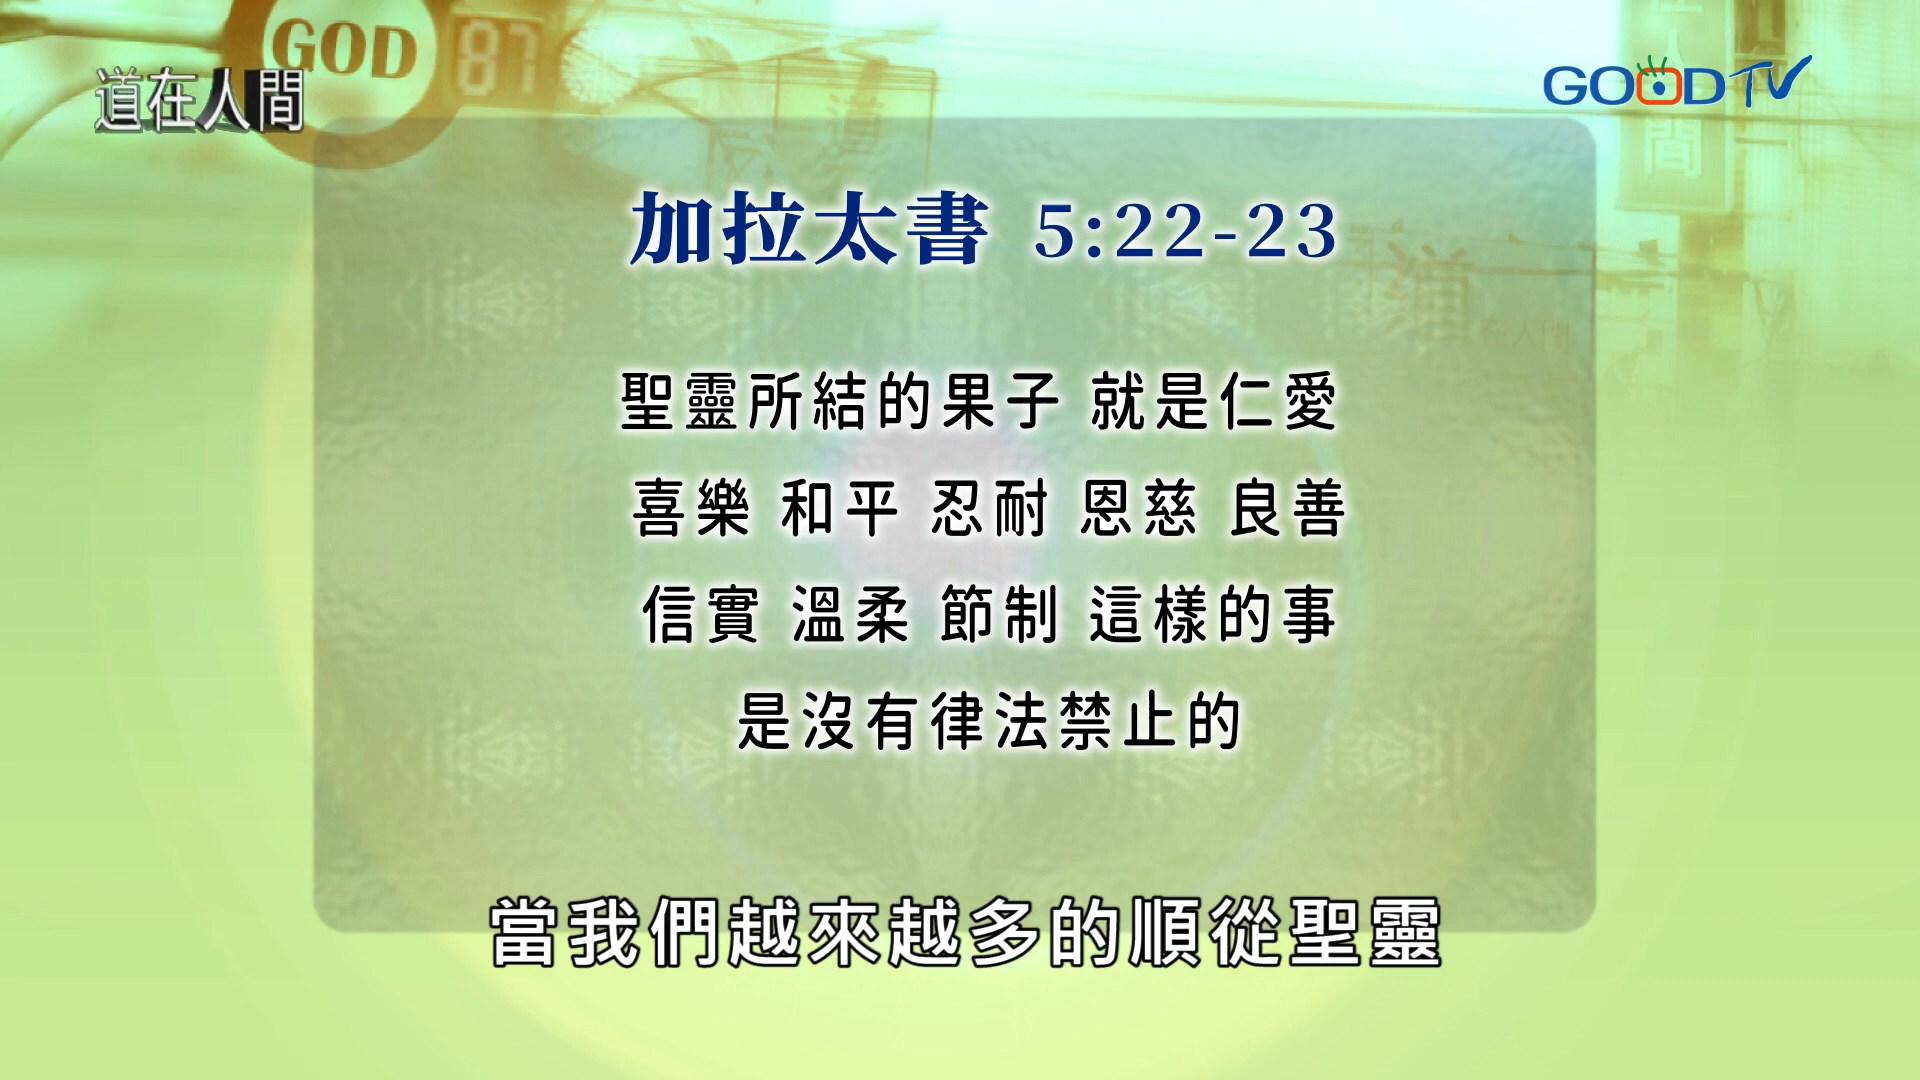 GOD 87
道在人間
GOOD TV
加拉太書 5:22-23
聖靈所結的果子 就是仁愛
喜樂 和平 忍耐 恩慈 良善
信實 溫柔 節制 這樣的事
是沒有律法禁止的
當我們越來越多的順從聖靈